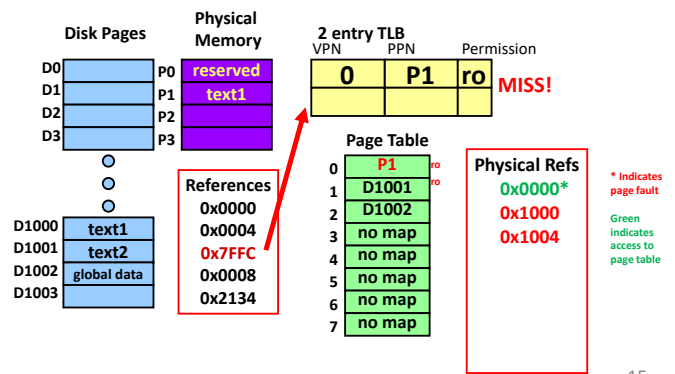 Disk Pages
D0
D1
D2
D3
D1000 text1
D1001 text2
D1002 global data
D1003
Physical
Memory
P0 reserved
P1 text1
P2
P3
References
0x0000
0x0004
0x7FFC
0x0008
0x2134
2 entry TLB
VPN PPN Permission
0 P1 ro
MISS!
Page Table
0 P1 ro
1 D1001 ro
2 D1002
3 no map
4 no map
5 no map
6 no map
7 no map
Physical Refs
0x0000*
0x1000
0x1004
* Indicates
page fault
Green
indicates
access to
page table